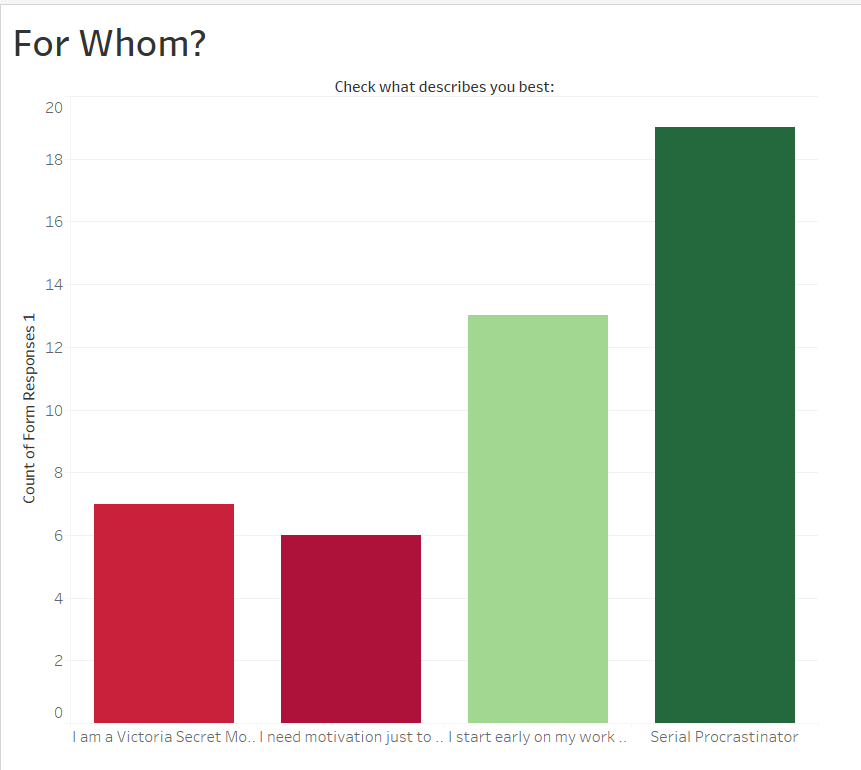 For Whom?
Check what describes you best:
Count of Form Responses 1
20
18
16
14
12
10
8
6
4
2
0
I am a Victoria Secret Mo.. I need motivation just to .. I start early on my work .. Serial Procrastinator